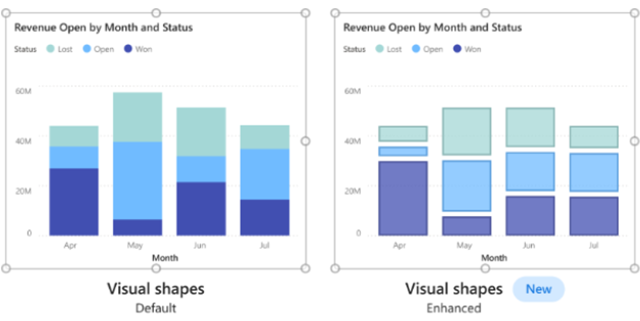 Revenue Open by Month and Status
Status Lost Open Won
60M
40M
20M
0
Apr May Jun Jul
Month
Visual shapes
Default
Revenue Open by Month and Status
Status Lost Open Won
60M
40M
20M
0
Apr May Jun Jul
Month
Visual shapes New
Enhanced